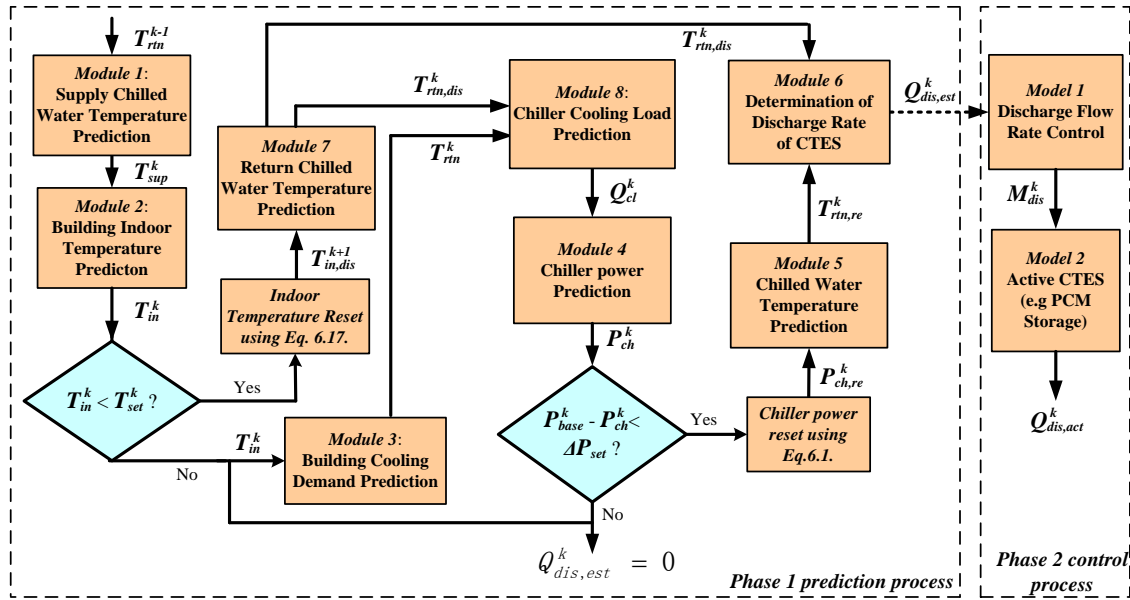 T_rtn^k-1
Module 1:
Supply Chilled
Water Temperature
Prediction
T_sup^k
Module 2:
Building Indoor
Temperature
Predicton
T_in^k
T_in^k < T_set^k ?
Yes
No
T_in^k
Module 3:
Building Cooling
Demand Prediction
Indoor
Temperature Reset
using Eq. 6.17.
T_in,dis^k+1
Module 7
Return Chilled
Water Temperature
Prediction
T_rtn,dis^k
T_rtn^k
T_rtn,dis^k
Module 8:
Chiller Cooling Load
Prediction
Q_cl^k
Module 4
Chiller power
Prediction
P_ch^k
P_base^k - P_ch^k <
ΔP_set ?
Yes
No
Q_dis,est^k = 0
Chiller power
reset using
Eq.6.1.
P_ch,re^k
Module 5
Chilled Water
Temperature
Prediction
T_rtn,re^k
Module 6
Determination of
Discharge Rate
of CTES
Q_dis,est^k
Phase 1 prediction process
Model 1
Discharge Flow
Rate Control
M_dis^k
Model 2
Active CTES
(e.g PCM
Storage)
Q_dis,act^k
Phase 2 control
process